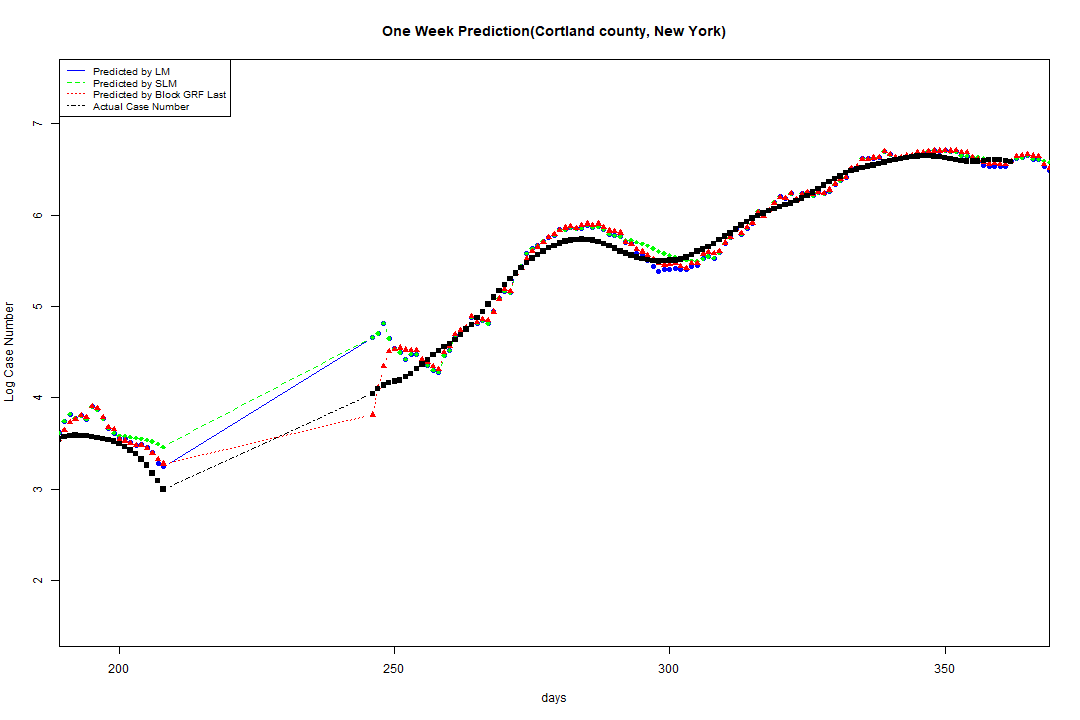 One Week Prediction(Cortland county, New York)
Predicted by LM
Predicted by SLM
Predicted by Block GRF Last
Actual Case Number
7
6
5
4
3
2
Log Case Number
200
250
300
350
days